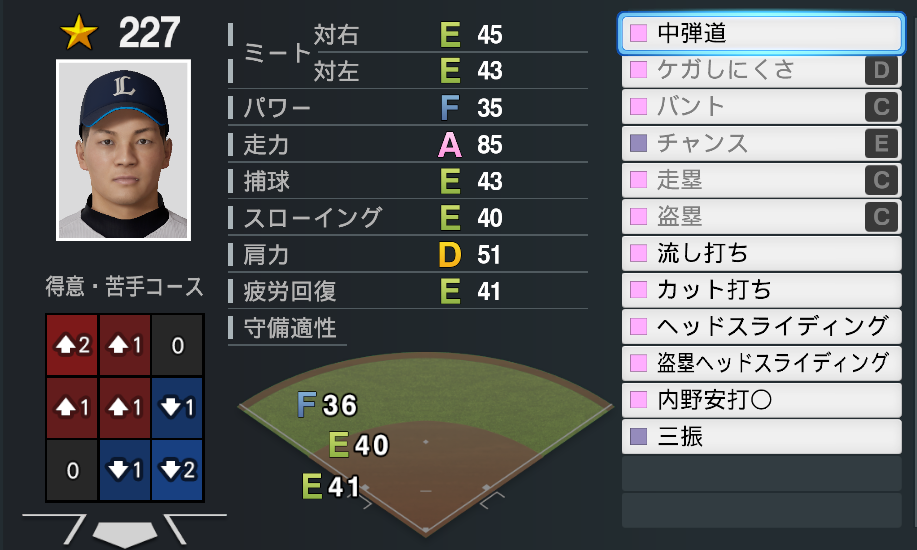 227
L
得意・苦手コース
2 1 0
1 1 1
0 1 2
ミート 対右 E 45
対左 E 43
パワー F 35
走力 A 85
捕球 E 43
スローイング E 40
肩力 D 51
疲労回復 E 41
守備適性
F 36
E 40
E 41
中弾道
ケガしにくさ D
バント C
チャンス E
走塁 C
盗塁 C
流し打ち
カット打ち
ヘッドスライディング
盗塁ヘッドスライディング
内野安打〇
三振